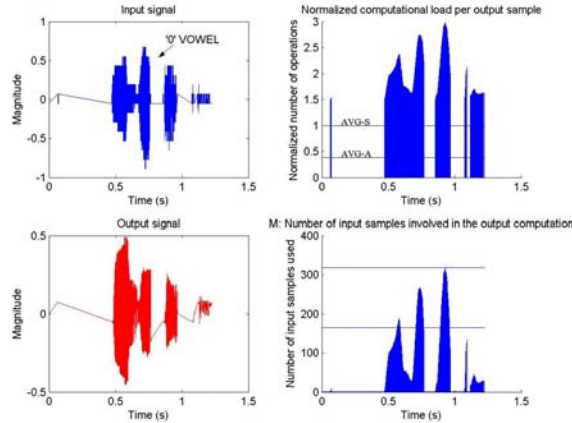 Input signal
1
0.5
0
-0.5
-1
0
0.5
1
1.5
Magnitude
Time (s)
'0' VOWEL
Normalized computational load per output sample
3
2.5
2
1.5
1
0.5
0
0
0.5
1
1.5
Normalized number of operations
Time (s)
AVG-S
AVG-A
Output signal
0.5
0
-0.5
0
0.5
1
1.5
Magnitude
Time (s)
M: Number of input samples involved in the output computation
400
300
200
100
0
0
0.5
1
1.5
Number of input samples used
Time (s)